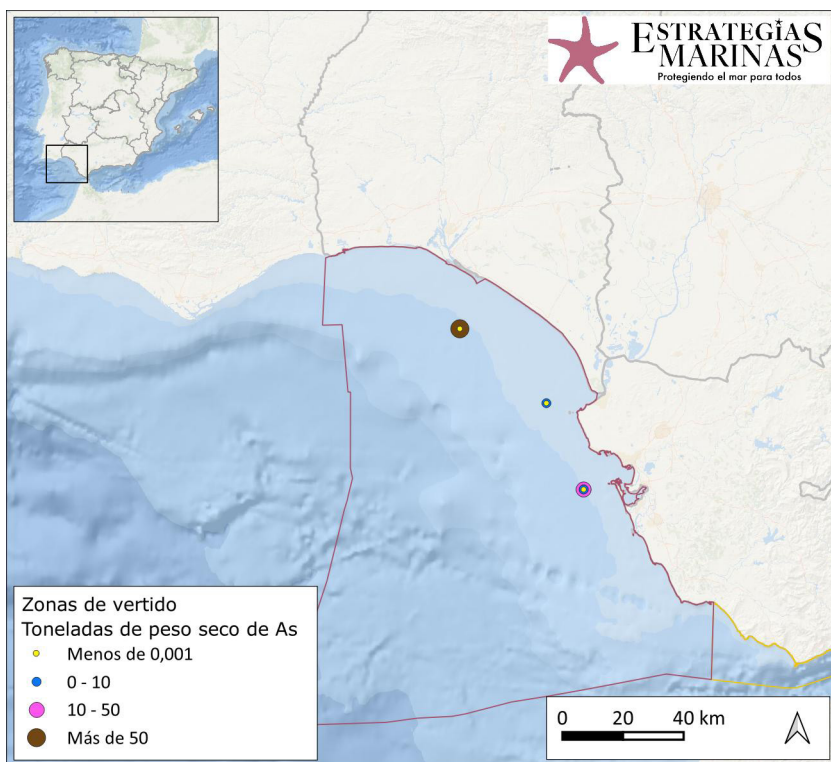 ESTRATEGIAS
MARINAS
Protegiendo el mar para todos
Zonas de vertido
Toneladas de peso seco de As
Menos de 0,001
0 - 10
10 - 50
Más de 50
0 20 40 km